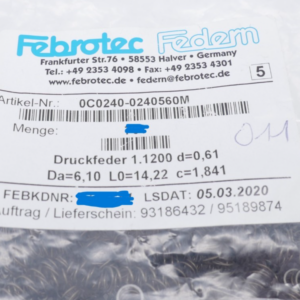 Febrotec Federn
Frankfurter Str.76 • 58553 Halver • Germany
Tel.: +49 2353 4098 • Fax: +49 2353 4301
febrotec.de • federn@febrotec.de
5
Artikel-Nr.: 0C0240-0240560M
Menge:
011
Druckfeder 1.1200 d=0,61
Da=6,10 L0=14,22 c=1,841
FEBKDNR: LSDAT: 05.03.2020
Auftrag / Lieferschein: 93186432 / 95189874